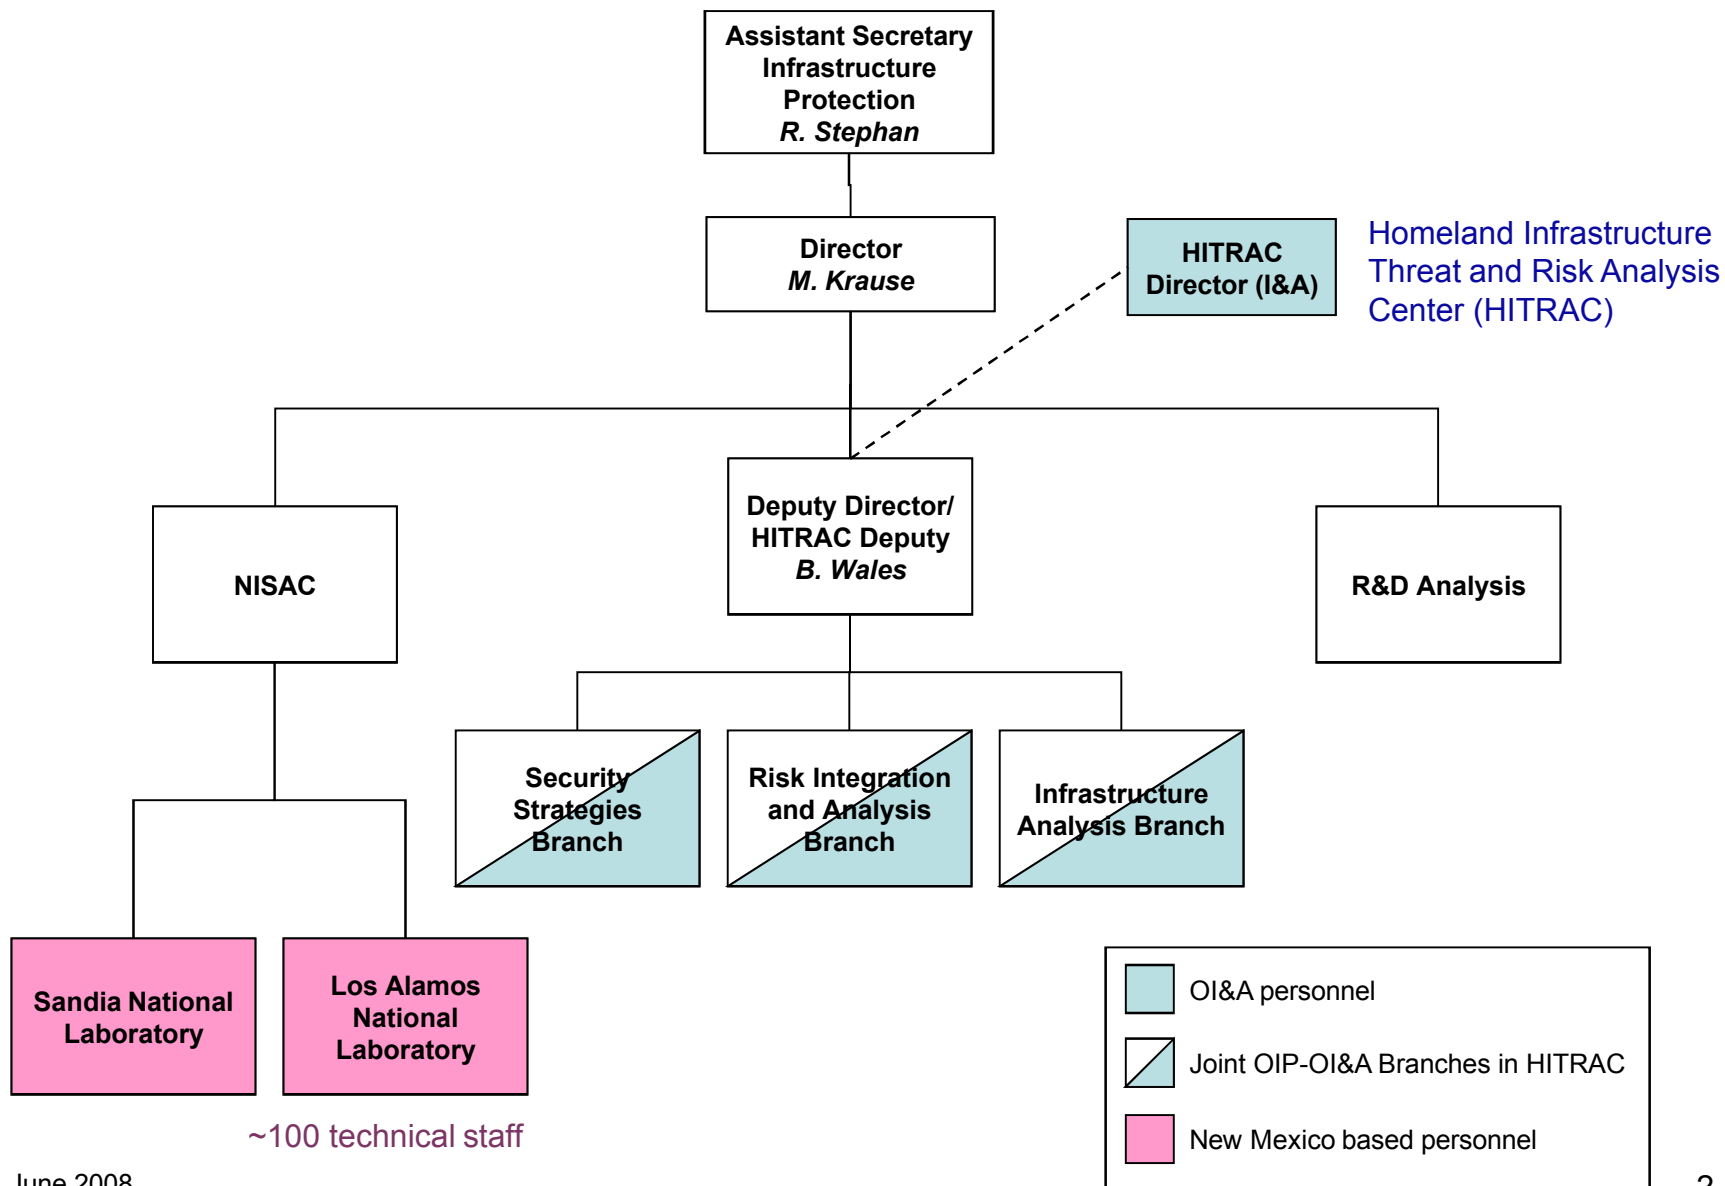 Assistant Secretary
Infrastructure
Protection
R. Stephan
Director
M. Krause
HITRAC
Director (I&A)
Homeland Infrastructure
Threat and Risk Analysis
Center (HITRAC)
NISAC
Deputy Director/
HITRAC Deputy
B. Wales
R&D Analysis
Security
Strategies
Branch
Risk Integration
and Analysis
Branch
Infrastructure
Analysis Branch
Sandia National
Laboratory
Los Alamos
National
Laboratory
~100 technical staff
OI&A personnel
Joint OIP-OI&A Branches in HITRAC
New Mexico based personnel
June 2008
2